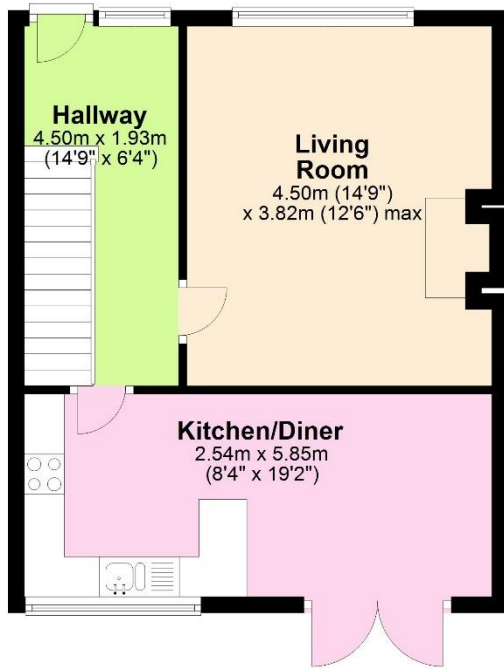 Hallway
4.50m x 1.93m
(14'9" x 6'4")
Living
Room
4.50m (14'9")
x 3.82m (12'6") max
Kitchen/Diner
2.54m x 5.85m
(8'4" x 19'2")